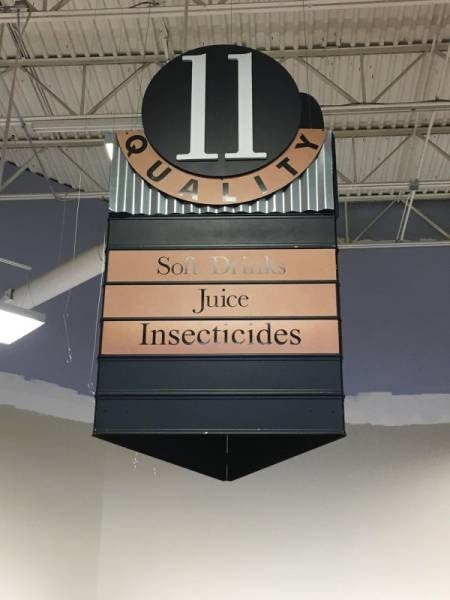 11
QUALITY
Soft Drinks
Juice
Insecticides